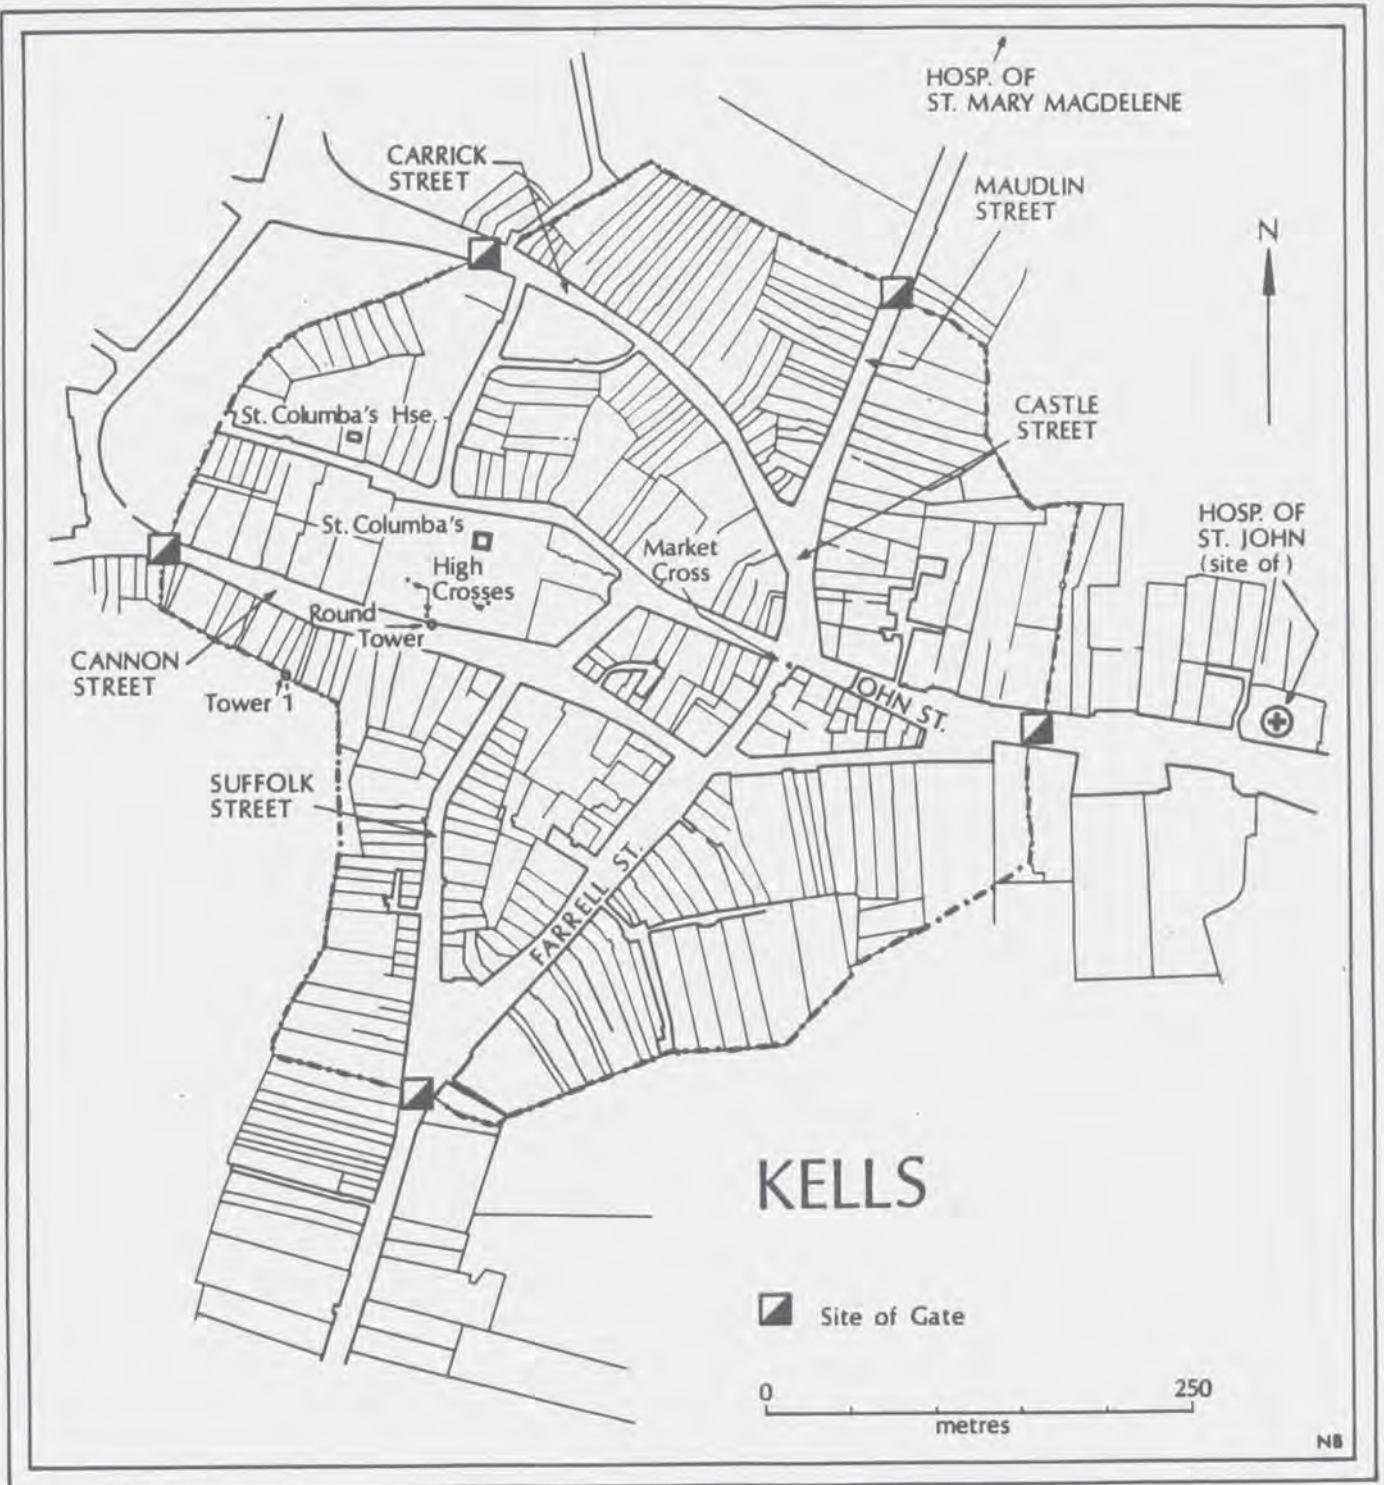 HOSP. OF
ST. MARY MAGDELENE
CARRICK
STREET
MAUDLIN
STREET
N
CASTLE
STREET
St. Columba's Hse.
HOSP. OF
ST. JOHN
(site of)
St. Columba's
Market
Cross
High
Crosses
Round
Tower
CANNON
STREET
Tower 1
JOHN ST.
SUFFOLK
STREET
FARRELL ST.
KELLS
Site of Gate
0 250
metres
NB